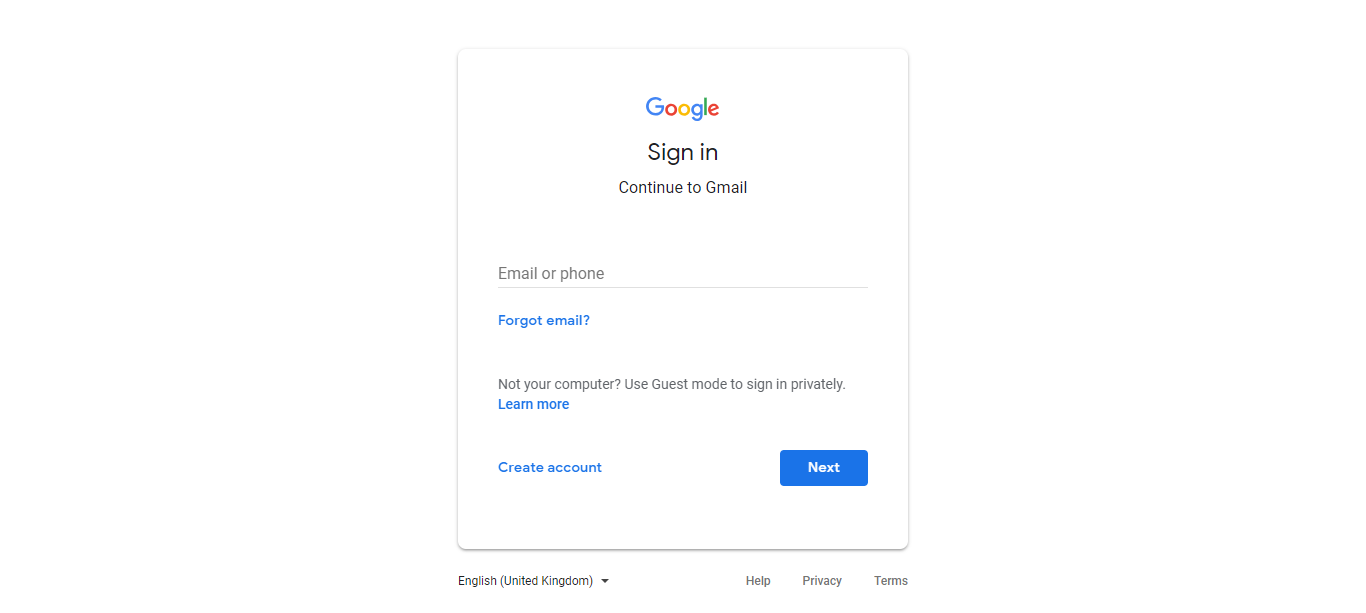 Google
Sign in
Continue to Gmail
Email or phone
Forgot email?
Not your computer? Use Guest mode to sign in privately.
Learn more
Create account
Next
English (United Kingdom)
Help
Privacy
Terms